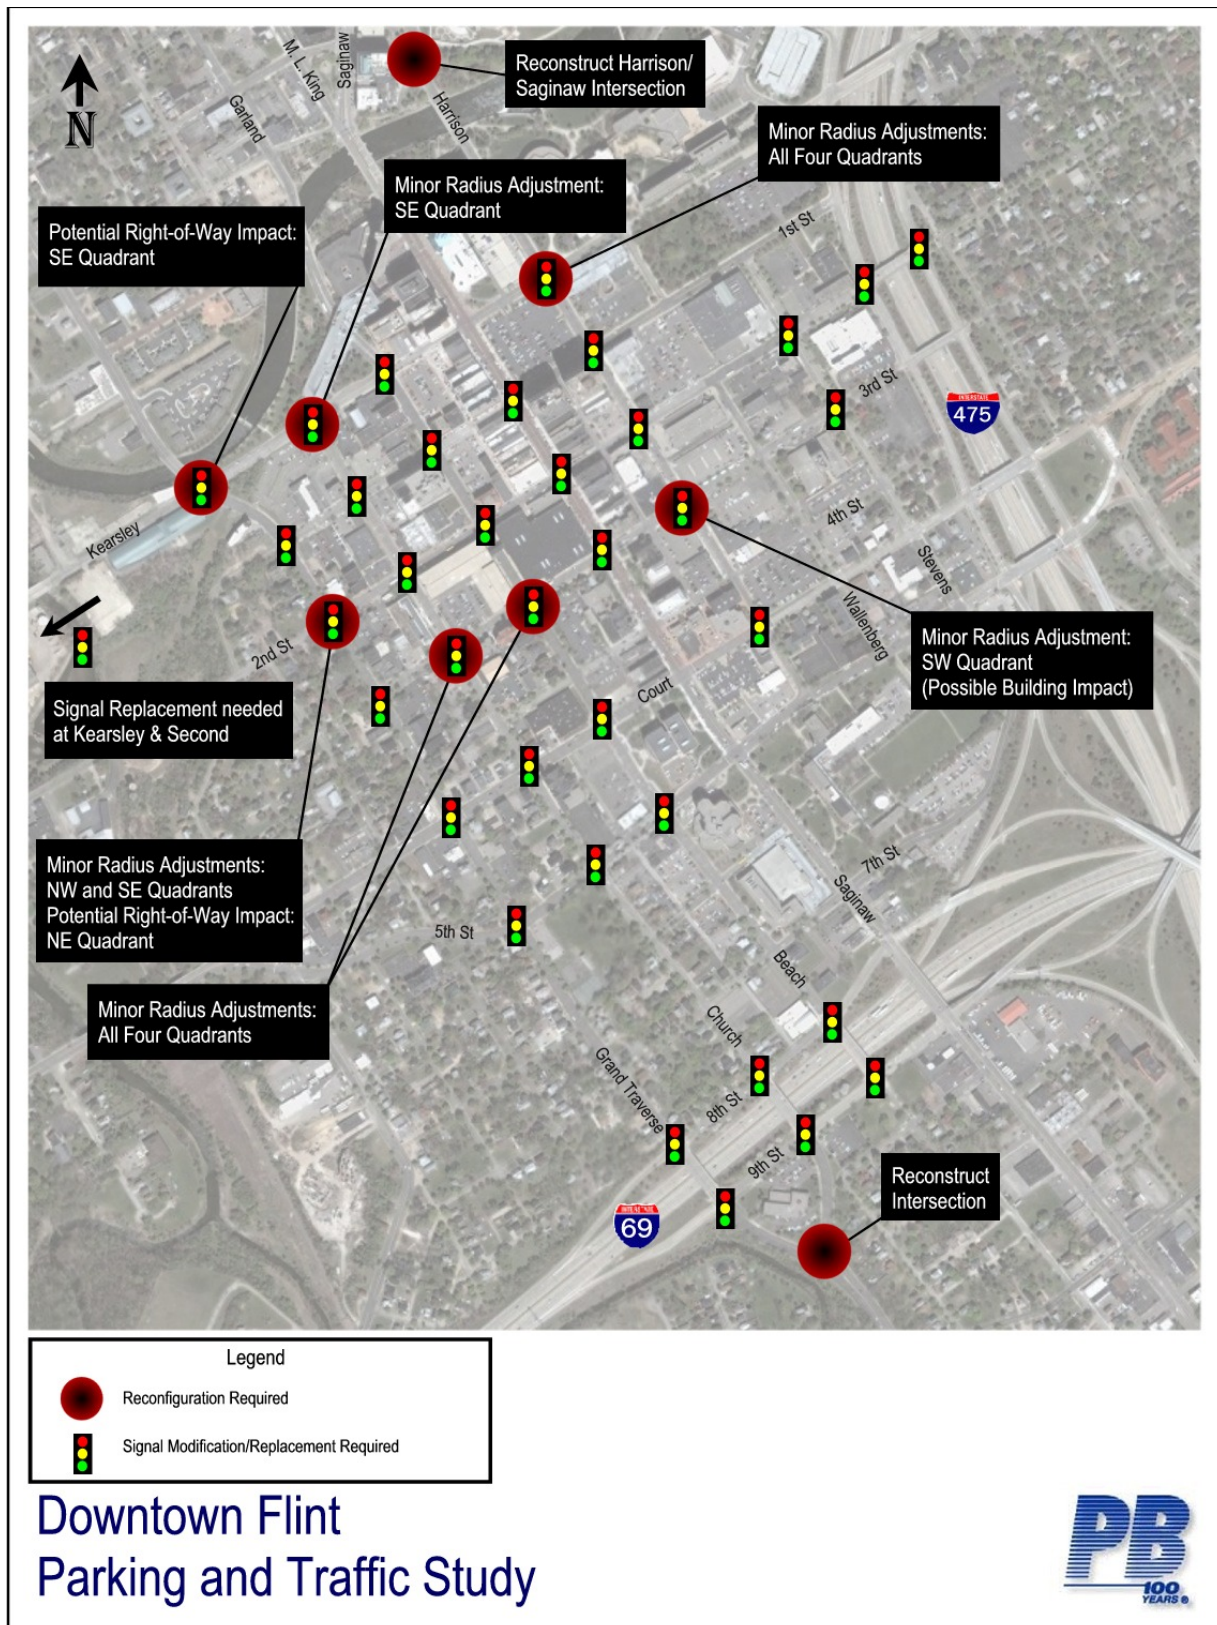 N
M. L. King
Saginaw
Garland
Harrison
Reconstruct Harrison/
Saginaw Intersection
Minor Radius Adjustments:
All Four Quadrants
Minor Radius Adjustment:
SE Quadrant
Potential Right-of-Way Impact:
SE Quadrant
1st St
3rd St
INTERSTATE
475
4th St
Stevens
Wallenberg
Kearsley
2nd St
Court
Minor Radius Adjustment:
SW Quadrant
(Possible Building Impact)
Signal Replacement needed
at Kearsley & Second
Minor Radius Adjustments:
NW and SE Quadrants
Potential Right-of-Way Impact:
NE Quadrant
7th St
Saginaw
5th St
Beach
Church
Grand Traverse
Minor Radius Adjustments:
All Four Quadrants
8th St
9th St
69
Reconstruct
Intersection
Legend
Reconfiguration Required
Signal Modification/Replacement Required
Downtown Flint
Parking and Traffic Study
PB
100
YEARS ®